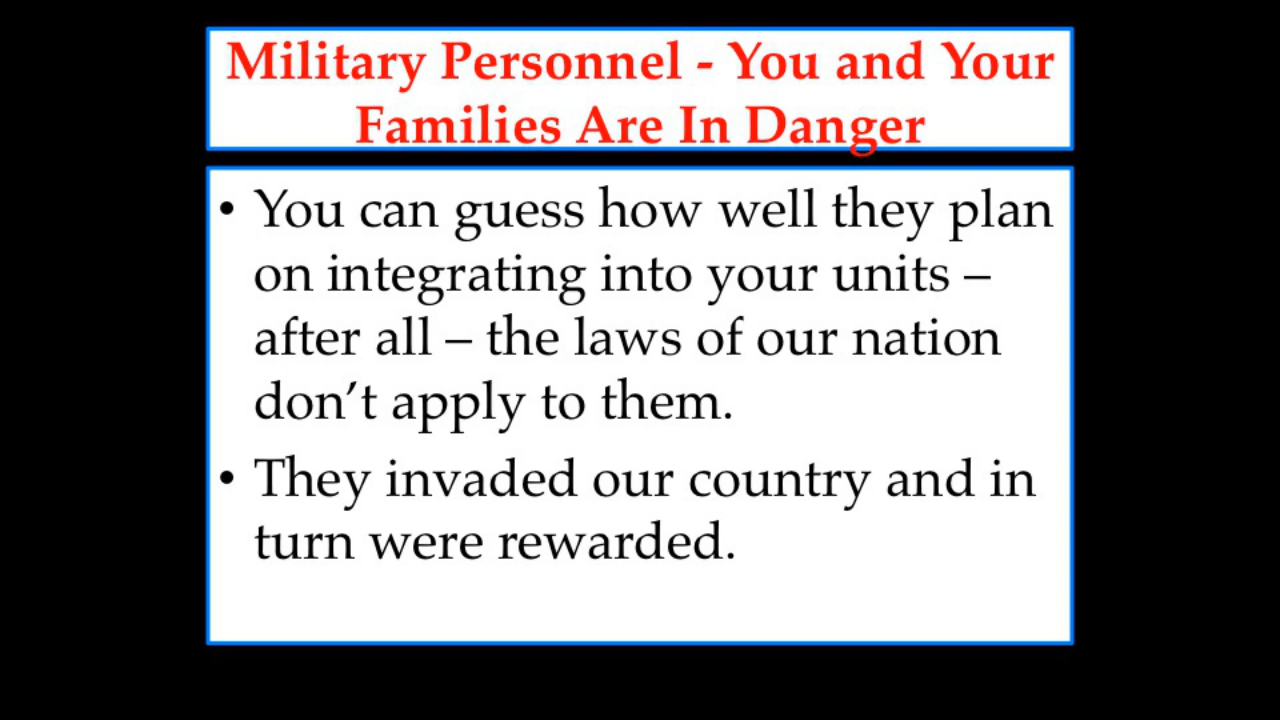 Military Personnel - You and Your
Families Are In Danger
• You can guess how well they plan
on integrating into your units –
after all – the laws of our nation
don’t apply to them.
• They invaded our country and in
turn were rewarded.